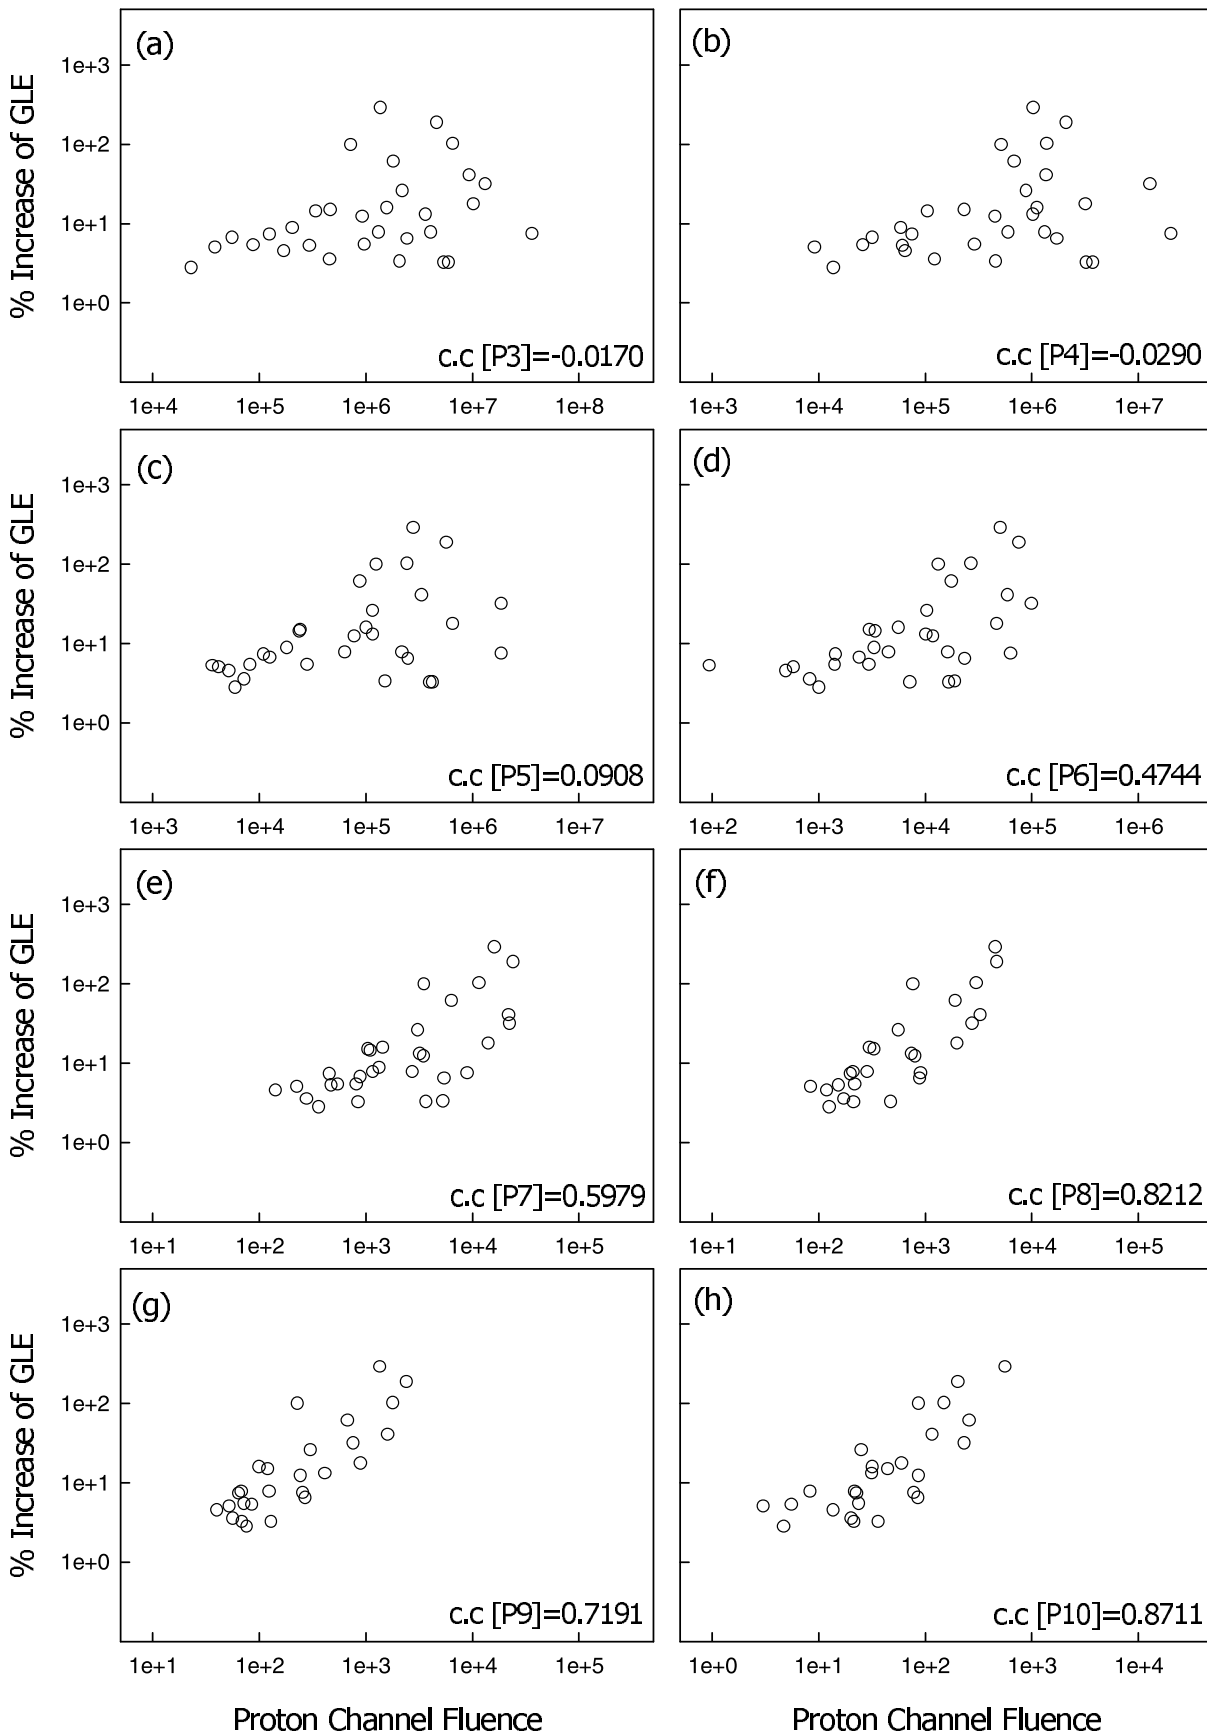 (a)
(b)
1e+3
1e+2
1e+1
1e+0
% Increase of GLE
c.c [P3]=-0.0170
c.c [P4]=-0.0290
1e+4 1e+5 1e+6 1e+7 1e+8
1e+3 1e+4 1e+5 1e+6 1e+7
(c)
(d)
1e+3
1e+2
1e+1
1e+0
% Increase of GLE
c.c [P5]=0.0908
c.c [P6]=0.4744
1e+3 1e+4 1e+5 1e+6 1e+7
1e+2 1e+3 1e+4 1e+5 1e+6
(e)
(f)
1e+3
1e+2
1e+1
1e+0
% Increase of GLE
c.c [P7]=0.5979
c.c [P8]=0.8212
1e+1 1e+2 1e+3 1e+4 1e+5
1e+1 1e+2 1e+3 1e+4 1e+5
(g)
(h)
1e+3
1e+2
1e+1
1e+0
% Increase of GLE
c.c [P9]=0.7191
c.c [P10]=0.8711
1e+1 1e+2 1e+3 1e+4 1e+5
1e+0 1e+1 1e+2 1e+3 1e+4
Proton Channel Fluence
Proton Channel Fluence